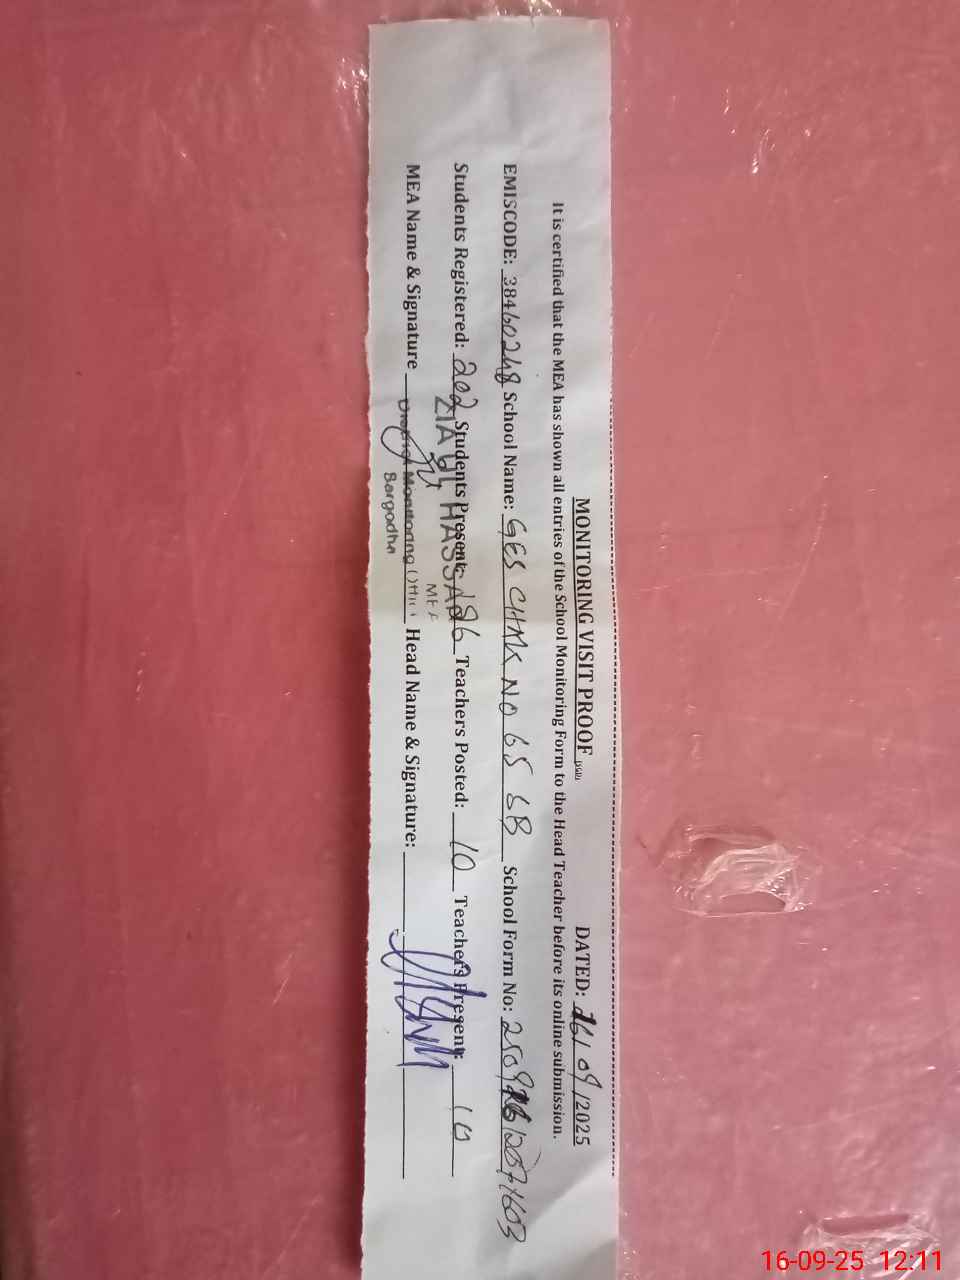 MONITORING VISIT PROOF DATED: 16/09/2025
It is certified that the MEA has shown all entries of the School Monitoring Form to the Head Teacher before its online submission.
EMISCODE: 38460248 School Name: GES CHAK NO 65 SB School Form No:
Students Registered: 202 Students Present: 186 Teachers Posted: 10 Teachers Present: 10
ZIA UL HASSAN
MEA
MEA Name & Signature Head Name & Signature:
District Monitoring Office
Sargodha
16-09-25 12:11